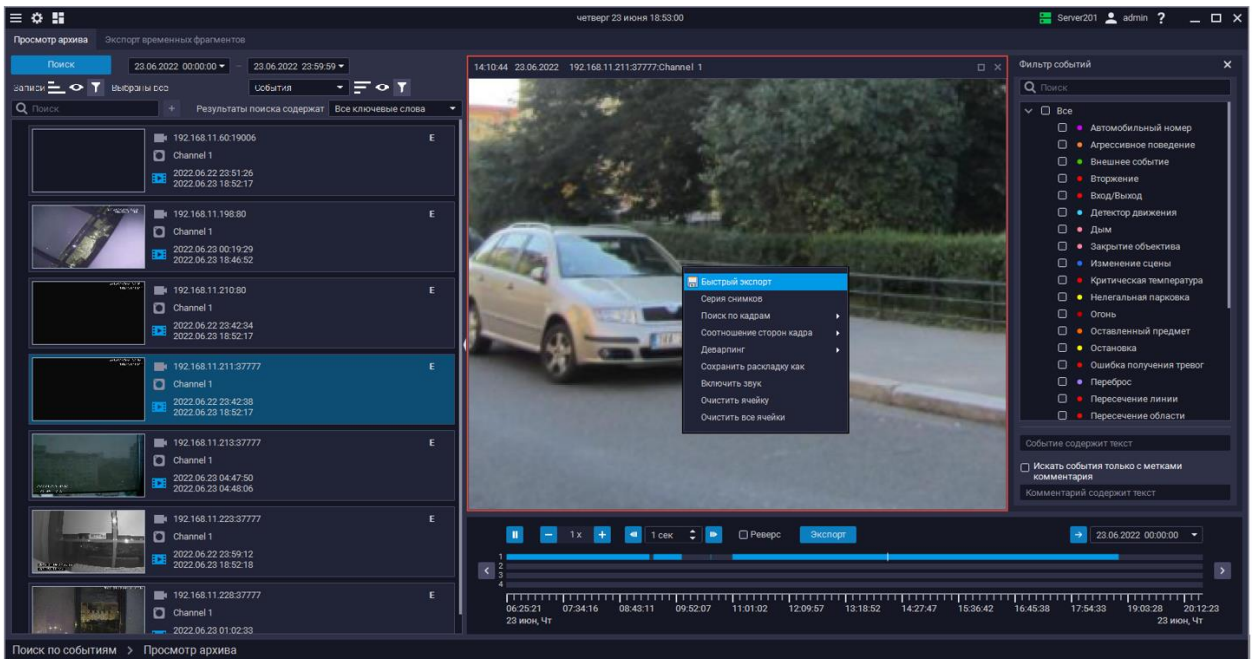 четверг 23 июня 18:53:00
Server201 admin ?
Просмотр архива Экспорт временных фрагментов
Поиск 23.06.2022 00:00:00 – 23.06.2022 23:59:59
Записи Выбраны все События
Поиск + Результаты поиска содержат Все ключевые слова
192.168.11.60:19006 E
Channel 1
2022.06.22 23:51:26
2022.06.23 18:52:17
192.168.11.198:80 E
Channel 1
2022.06.23 00:19:29
2022.06.23 18:46:52
192.168.11.210:80 E
Channel 1
2022.06.22 23:42:34
2022.06.23 18:52:17
192.168.11.211:37777 E
Channel 1
2022.06.22 23:42:38
2022.06.23 18:52:17
192.168.11.213:37777 E
Channel 1
2022.06.23 04:47:50
2022.06.23 04:48:06
192.168.11.223:37777 E
Channel 1
2022.06.22 23:59:12
2022.06.23 18:52:18
192.168.11.228:37777 E
Channel 1
2022.06.23 01:02:33
14:10:44 23.06.2022 192.168.11.211:37777:Channel 1
Быстрый экспорт
Серия снимков
Поиск по кадрам
Соотношение сторон кадра
Деварпинг
Сохранить раскладку как
Включить звук
Очистить ячейку
Очистить все ячейки
Фильтр событий
Поиск
Все
Автомобильный номер
Агрессивное поведение
Внешнее событие
Вторжение
Вход/Выход
Детектор движения
Дым
Закрытие объектива
Изменение сцены
Критическая температура
Нелегальная парковка
Огонь
Оставленный предмет
Остановка
Ошибка получения тревог
Переброс
Пересечение линии
Пересечение области
Событие содержит текст
Искать события только с метками
комментария
Комментарий содержит текст
1 x 1 сек Реверс Экспорт 23.06.2022 00:00:00
1
2
3
4
06:25:21 07:34:16 08:43:11 09:52:07 11:01:02 12:09:57 13:18:52 14:27:47 15:36:42 16:45:38 17:54:33 19:03:28 20:12:23
23 июн, Чт 23 июн, Чт
Поиск по событиям > Просмотр архива